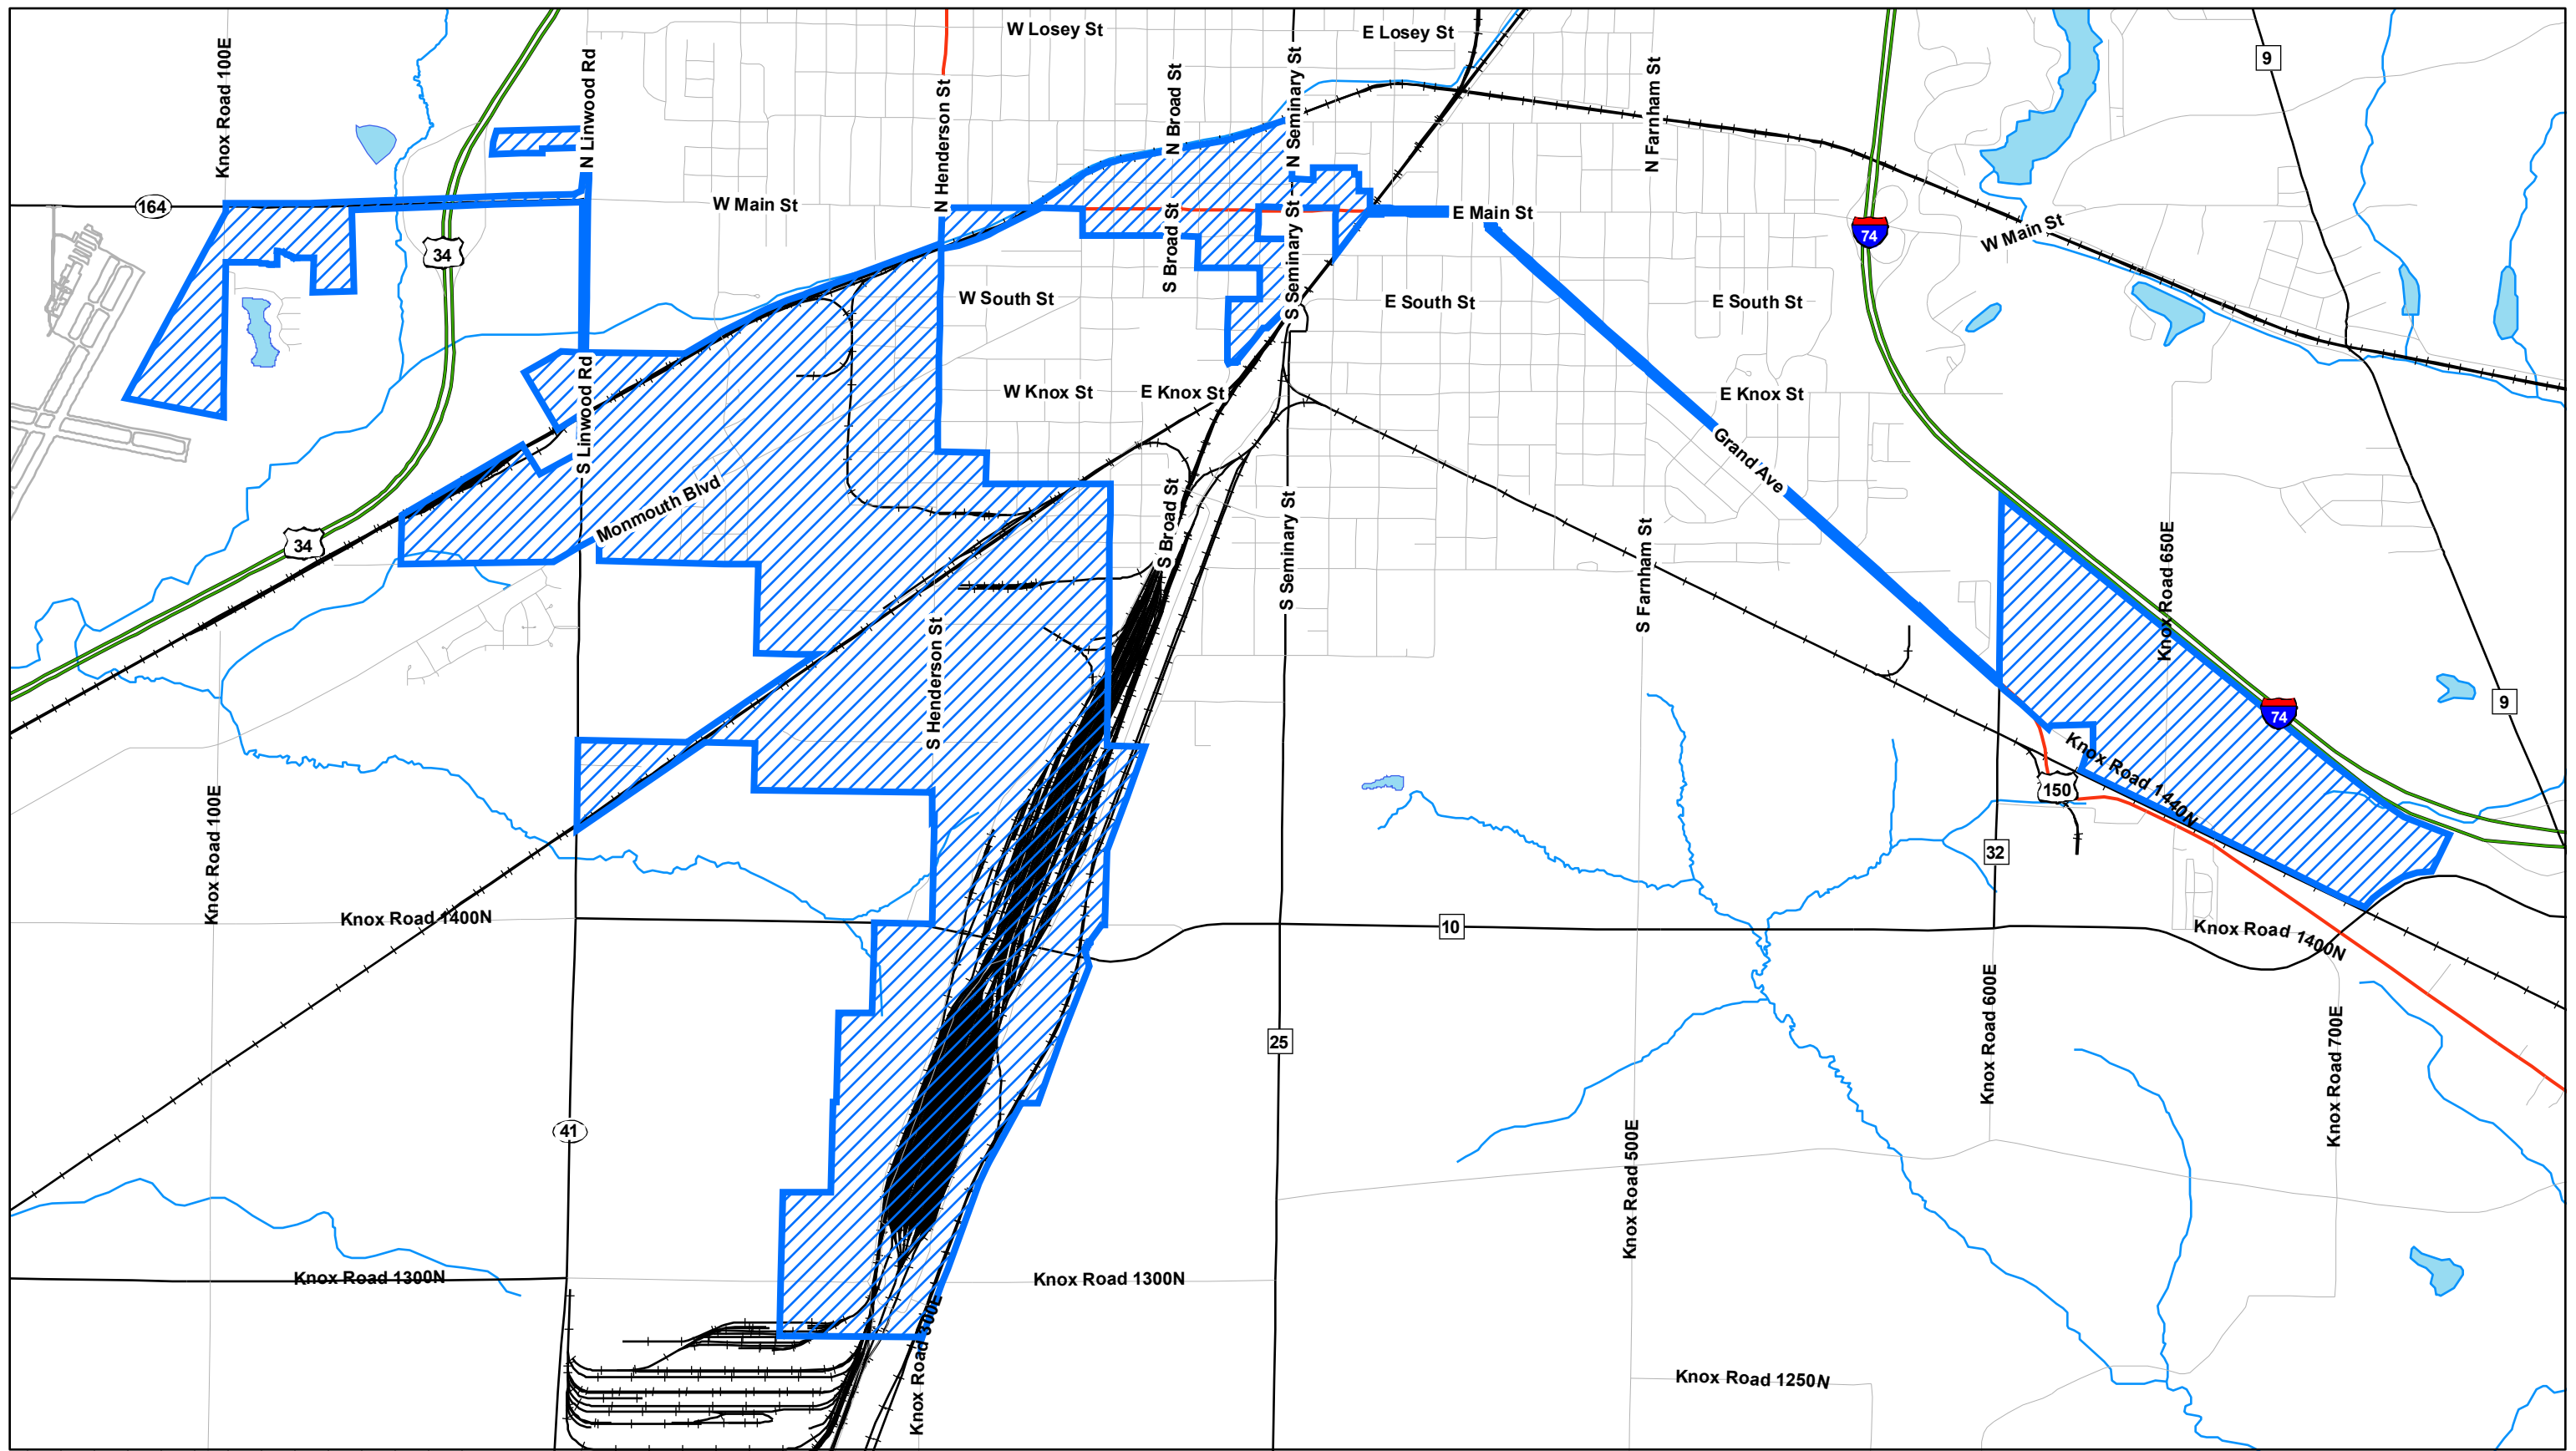 W Losey St
E Losey St
9
Knox Road 100E
N Linwood Rd
N Henderson St
N Broad St
N Seminary St
N Farnham St
164
W Main St
E Main St
34
74
W Main St
S Broad St
S Seminary St
W South St
E South St
E South St
W Knox St
E Knox St
E Knox St
S Linwood Rd
Grand Ave
Monmouth Blvd
34
S Broad St
S Seminary St
S Farnham St
Knox Road 650E
S Henderson St
9
74
Knox Road 1440N
150
Knox Road 100E
32
Knox Road 1400N
10
Knox Road 1400N
25
Knox Road 600E
Knox Road 700E
41
Knox Road 500E
Knox Road 1300N
Knox Road 1300N
Knox Road 300E
Knox Road 1250N